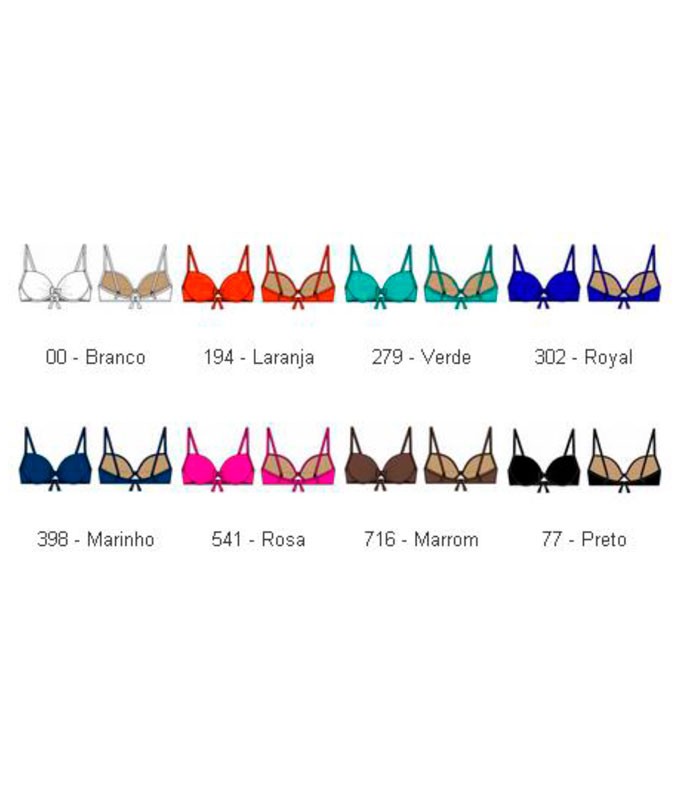 00 - Branco
194 - Laranja
279 - Verde
302 - Royal
398 - Marinho
541 - Rosa
716 - Marrom
77 - Preto